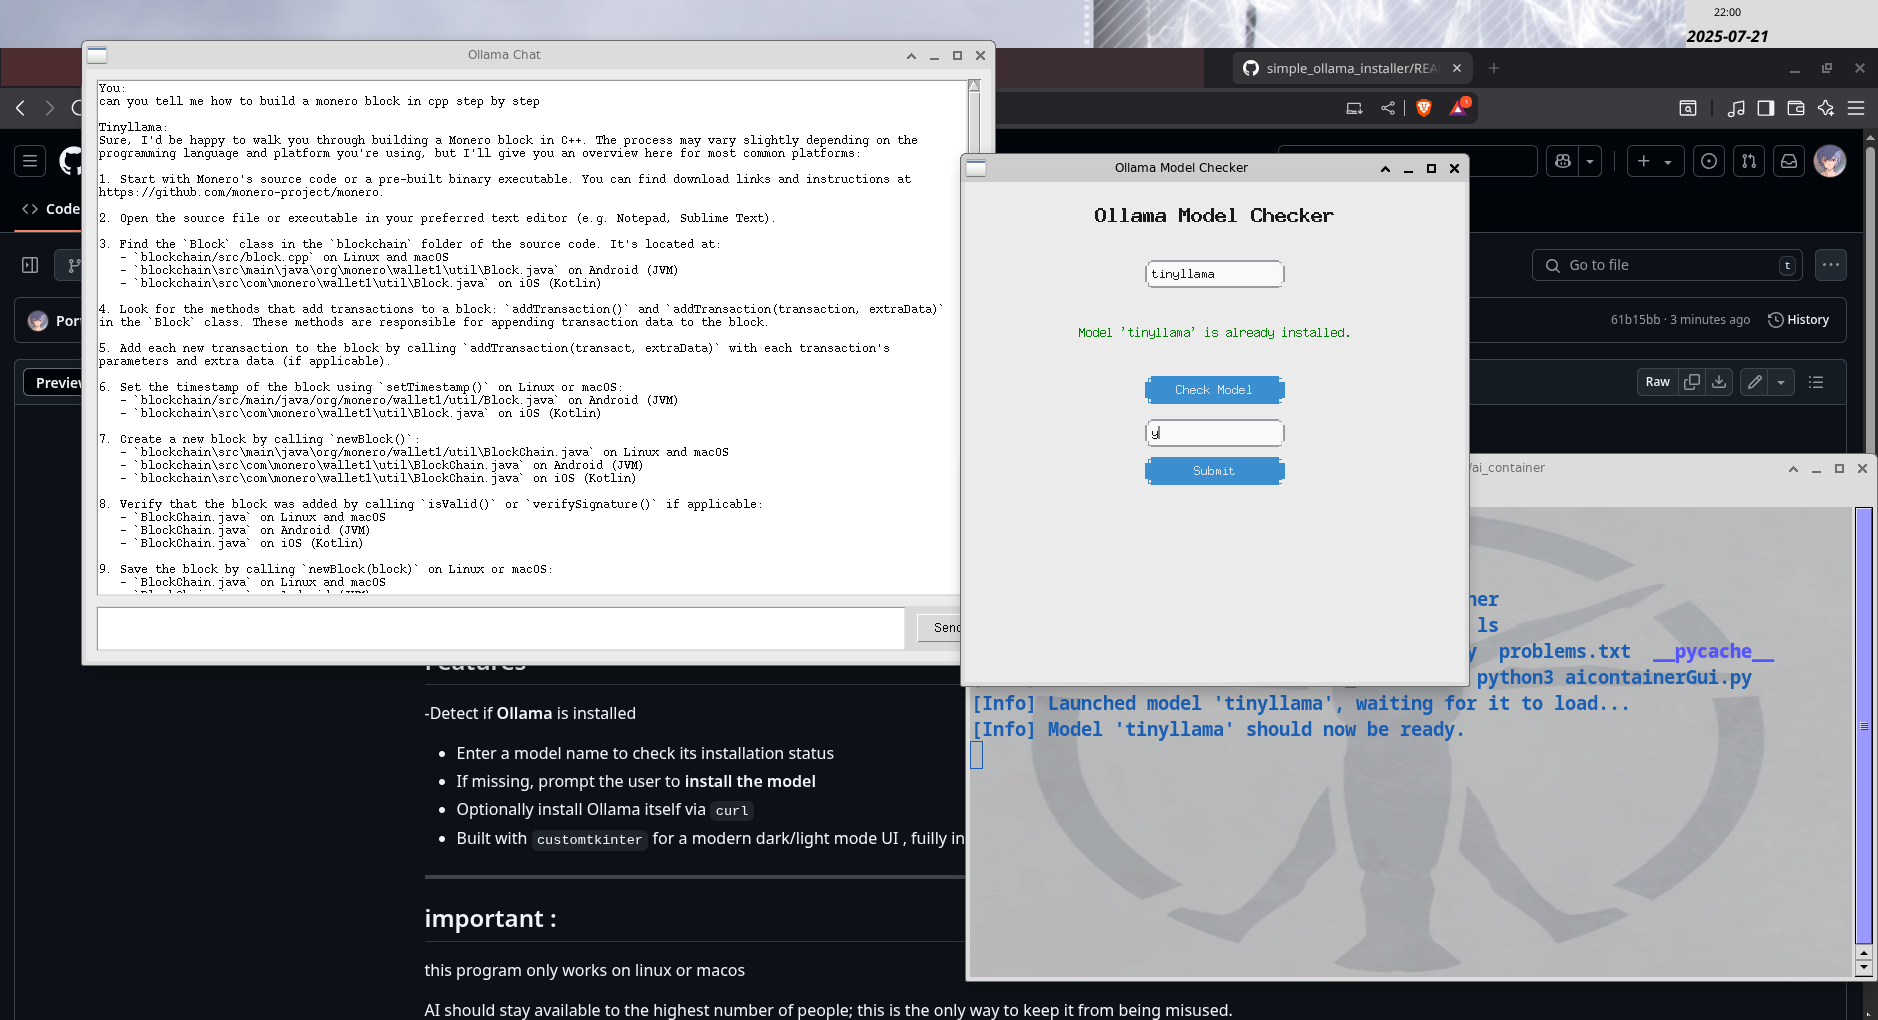 22:00
2025-07-21
Ollama Chat
You:
can you tell me how to build a monero block in cpp step by step
Tinyllama:
Sure, I'd be happy to walk you through building a Monero block in C++. The process may vary slightly depending on the
programming language and platform you're using, but I'll give you an overview here for most common platforms:
1. Start with Monero's source code or a pre-built binary executable. You can find download links and instructions at
https://github.com/monero-project/monero.
2. Open the source file or executable in your preferred text editor (e.g. Notepad, Sublime Text).
3. Find the `Block` class in the `blockchain` folder of the source code. It's located at:
- `blockchain/src/block.cpp` on Linux and macOS
- `blockchain\src\main\java\org\monero\wallet1\util\Block.java` on Android (JVM)
- `blockchain\src\com\monero\wallet1\util\Block.java` on iOS (Kotlin)
4. Look for the methods that add transactions to a block: `addTransaction()` and `addTransaction(transaction, extraData)`
in the `Block` class. These methods are responsible for appending transaction data to the block.
5. Add each new transaction to the block by calling `addTransaction(transact, extraData)` with each transaction's
parameters and extra data (if applicable).
6. Set the timestamp of the block using `setTimestamp()` on Linux or macOS:
- `blockchain/src/main/java/org/monero/wallet1/util/Block.java` on Android (JVM)
- `blockchain\src\com\monero\wallet1\util\Block.java` on iOS (Kotlin)
7. Create a new block by calling `newBlock()`:
- `blockchain\src\main\java/org/monero/wallet1/util\BlockChain.java` on Linux and macOS
- `blockchain\src\com\monero\wallet1\util\BlockChain.java` on Android (JVM)
- `blockchain\src\com\monero\wallet1\util\BlockChain.java` on iOS (Kotlin)
8. Verify that the block was added by calling `isValid()` or `verifySignature()` if applicable:
- `BlockChain.java` on Linux and macOS
- `BlockChain.java` on Android (JVM)
- `BlockChain.java` on iOS (Kotlin)
9. Save the block by calling `newBlock(block)` on Linux or macOS:
- `BlockChain.java` on Linux and macOS
Send
Ollama Model Checker
Ollama Model Checker
tinyllama
Model 'tinyllama' is already installed.
Check Model
y
Submit
simple_ollama_installer/REA
Code
Go to file
t
Por
61b15bb · 3 minutes ago
History
Preview
Raw
Features
-Detect if Ollama is installed
• Enter a model name to check its installation status
• If missing, prompt the user to install the model
• Optionally install Ollama itself via curl
• Built with customtkinter for a modern dark/light mode UI , fuilly in
important :
this program only works on linux or macos
AI should stay available to the highest number of people; this is the only way to keep it from being misused.
/ai_container
ner
ls
y problems.txt __pycache__
python3 aicontainerGui.py
[Info] Launched model 'tinyllama', waiting for it to load...
[Info] Model 'tinyllama' should now be ready.